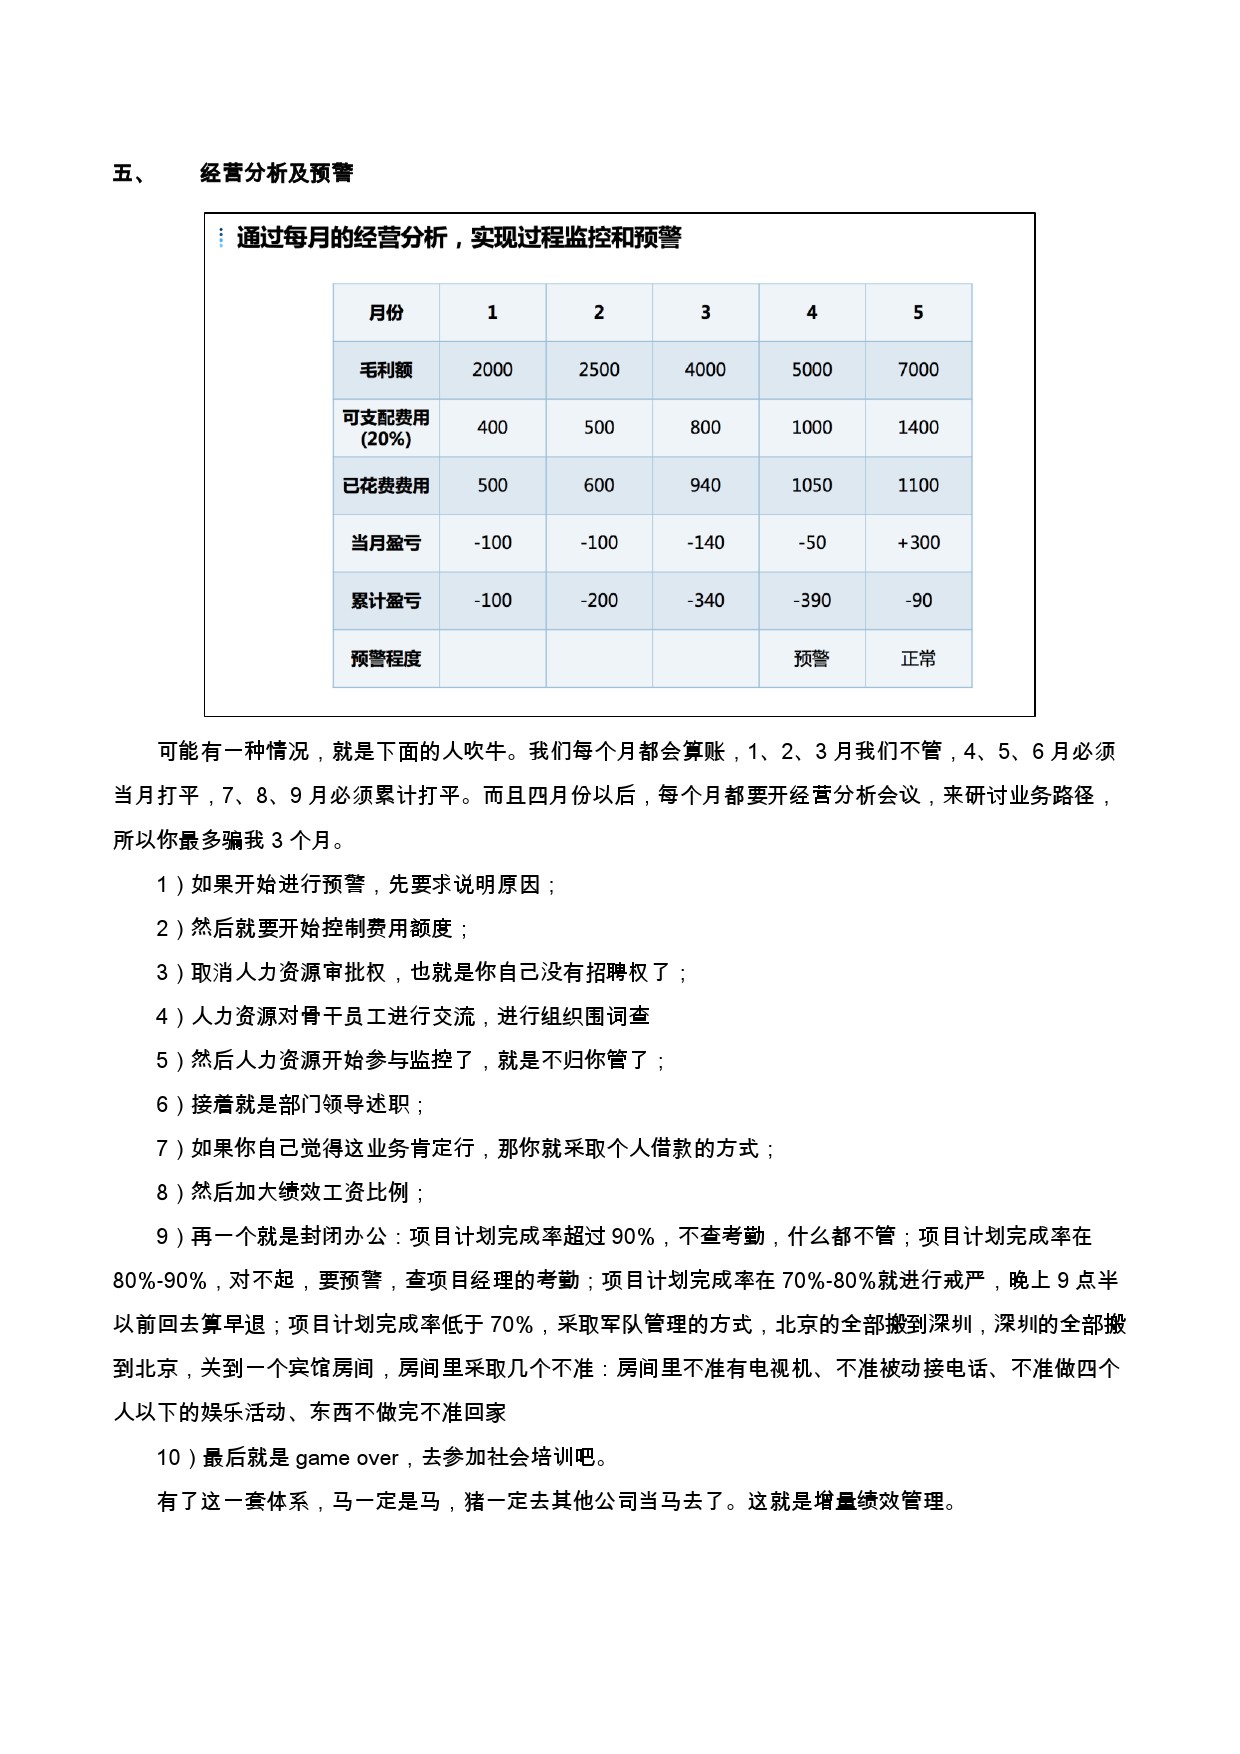 五、 经营分析及预警
通过每月的经营分析，实现过程监控和预警
月份 1 2 3 4 5
毛利额 2000 2500 4000 5000 7000
可支配费用
(20%) 400 500 800 1000 1400
已花费费用 500 600 940 1050 1100
当月盈亏 -100 -100 -140 -50 +300
累计盈亏 -100 -200 -340 -390 -90
预警程度 预警 正常
可能有一种情况，就是下面的人吹牛。我们每个月都会算账，1、2、3 月我们不管，4、5、6 月必须
当月打平，7、8、9 月必须累计打平。而且四月份以后，每个月都要开经营分析会议，来研讨业务路径，
所以你最多骗我 3 个月。
1）如果开始进行预警，先要求说明原因；
2）然后就要开始控制费用额度；
3）取消人力资源审批权，也就是你自己没有招聘权了；
4）人力资源对骨干员工进行交流，进行组织围词查
5）然后人力资源开始参与监控了，就是不归你管了；
6）接着就是部门领导述职；
7）如果你自己觉得这业务肯定行，那你就采取个人借款的方式；
8）然后加大绩效工资比例；
9）再一个就是封闭办公：项目计划完成率超过 90%，不查考勤，什么都不管；项目计划完成率在
80%-90%，对不起，要预警，查项目经理的考勤；项目计划完成率在 70%-80%就进行戒严，晚上 9 点半
以前回去算早退；项目计划完成率低于 70%，采取军队管理的方式，北京的全部搬到深圳，深圳的全部搬
到北京，关到一个宾馆房间，房间里采取几个不准：房间里不准有电视机、不准被动接电话、不准做四个
人以下的娱乐活动、东西不做完不准回家
10）最后就是 game over，去参加社会培训吧。
有了这一套体系，马一定是马，猪一定去其他公司当马去了。这就是增量绩效管理。